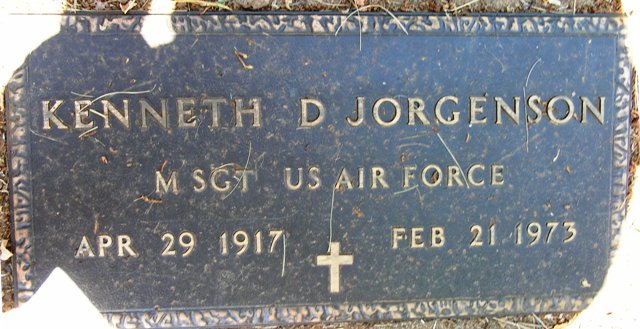 KENNETH D JORGENSON
M SGT US AIR FORCE
APR 29 1917 FEB 21 1973